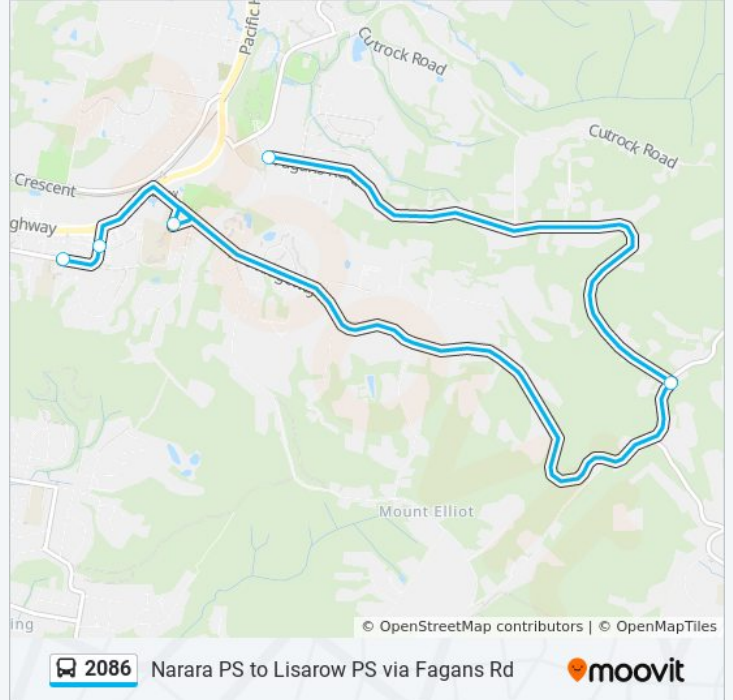 Cutrock Road
Cutrock Road
Crescent
ghway
Mount Elliot
ing
© OpenStreetMap contributors | © OpenMapTiles
2086 Narara PS to Lisarow PS via Fagans Rd moovit